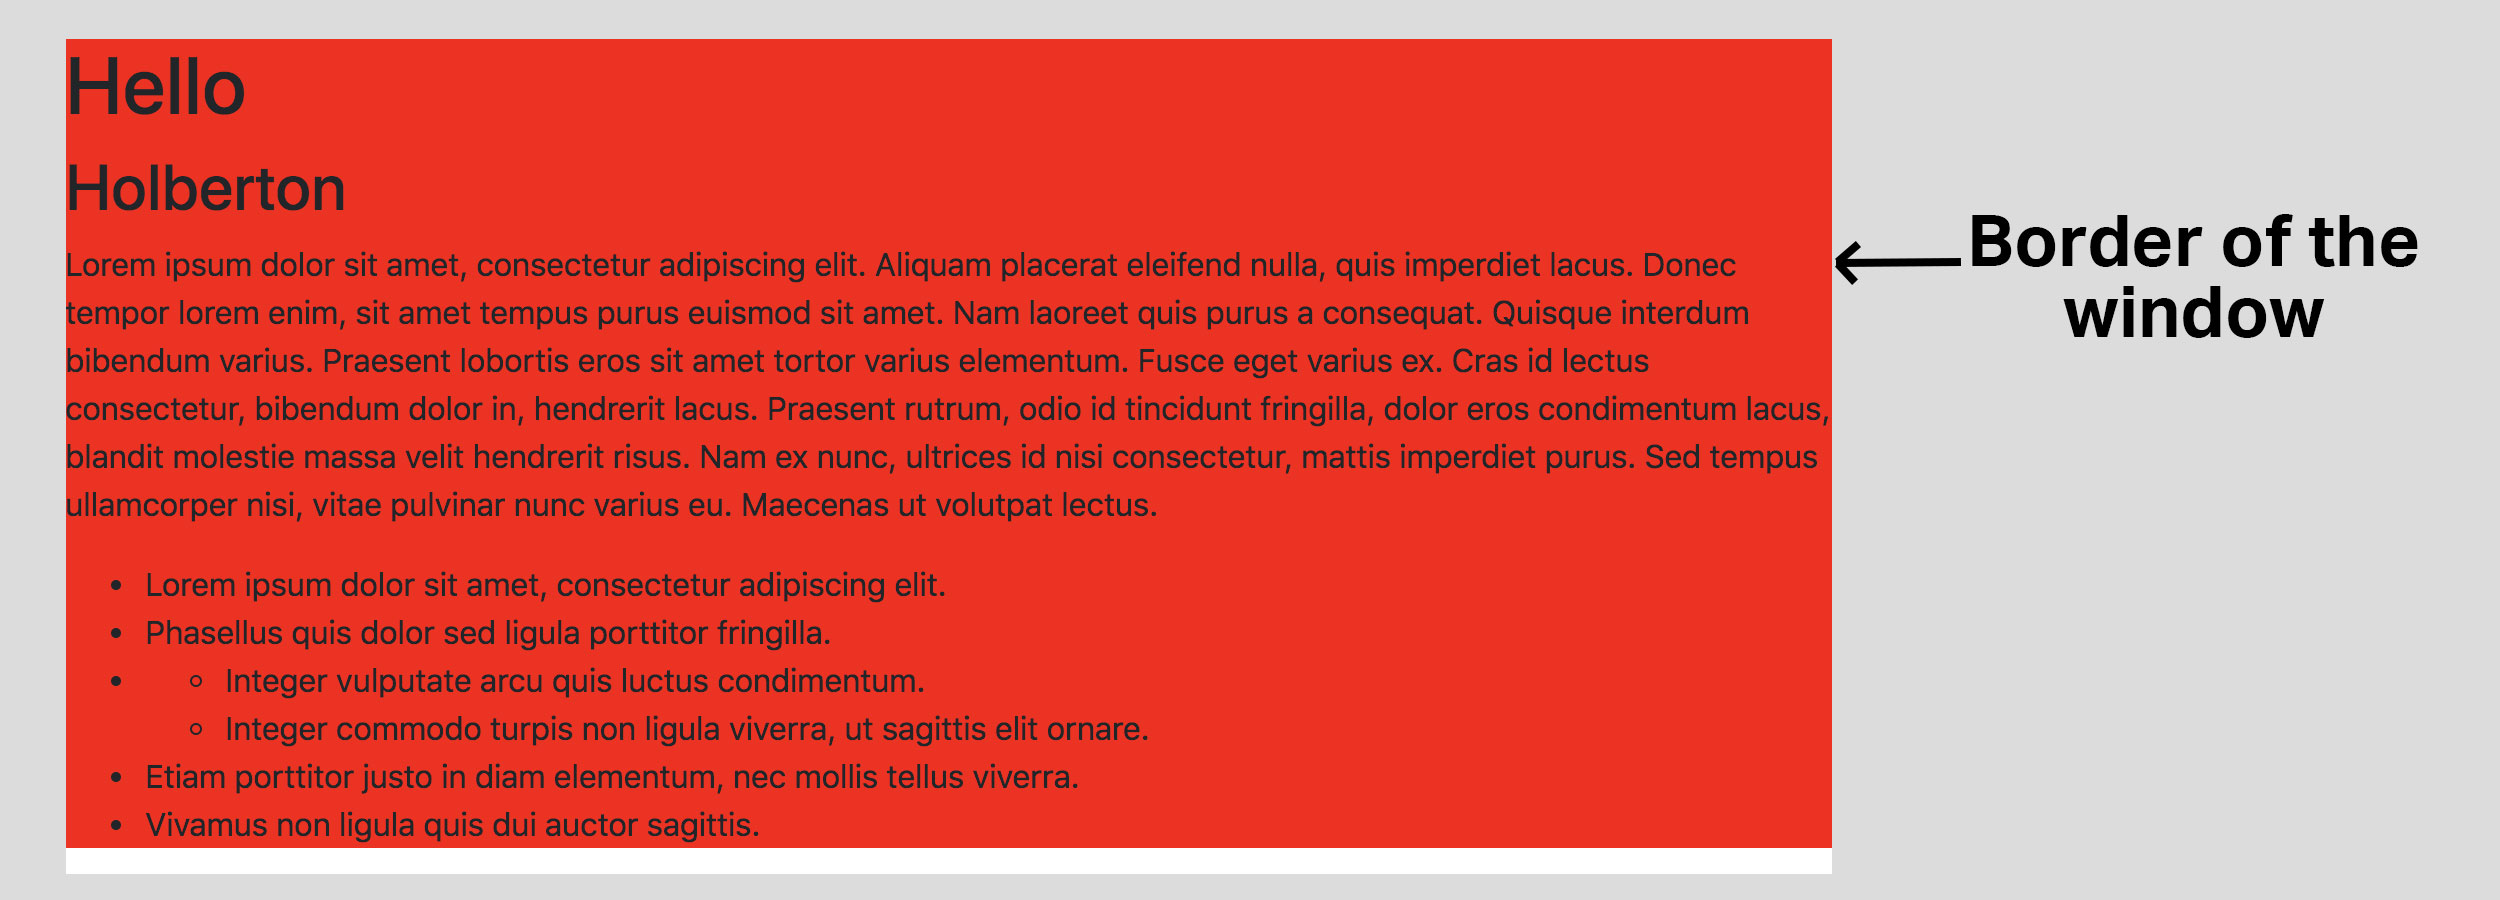 Hello
Holberton
Lorem ipsum dolor sit amet, consectetur adipiscing elit. Aliquam placerat eleifend nulla, quis imperdiet lacus. Donec
tempor lorem enim, sit amet tempus purus euismod sit amet. Nam laoreet quis purus a consequat. Quisque interdum
bibendum varius. Praesent lobortis eros sit amet tortor varius elementum. Fusce eget varius ex. Cras id lectus
consectetur, bibendum dolor in, hendrerit lacus. Praesent rutrum, odio id tincidunt fringilla, dolor eros condimentum lacus,
blandit molestie massa velit hendrerit risus. Nam ex nunc, ultrices id nisi consectetur, mattis imperdiet purus. Sed tempus
ullamcorper nisi, vitae pulvinar nunc varius eu. Maecenas ut volutpat lectus.
Lorem ipsum dolor sit amet, consectetur adipiscing elit.
Phasellus quis dolor sed ligula porttitor fringilla.
Integer vulputate arcu quis luctus condimentum.
Integer commodo turpis non ligula viverra, ut sagittis elit ornare.
Etiam porttitor justo in diam elementum, nec mollis tellus viverra.
Vivamus non ligula quis dui auctor sagittis.
Border of the
window